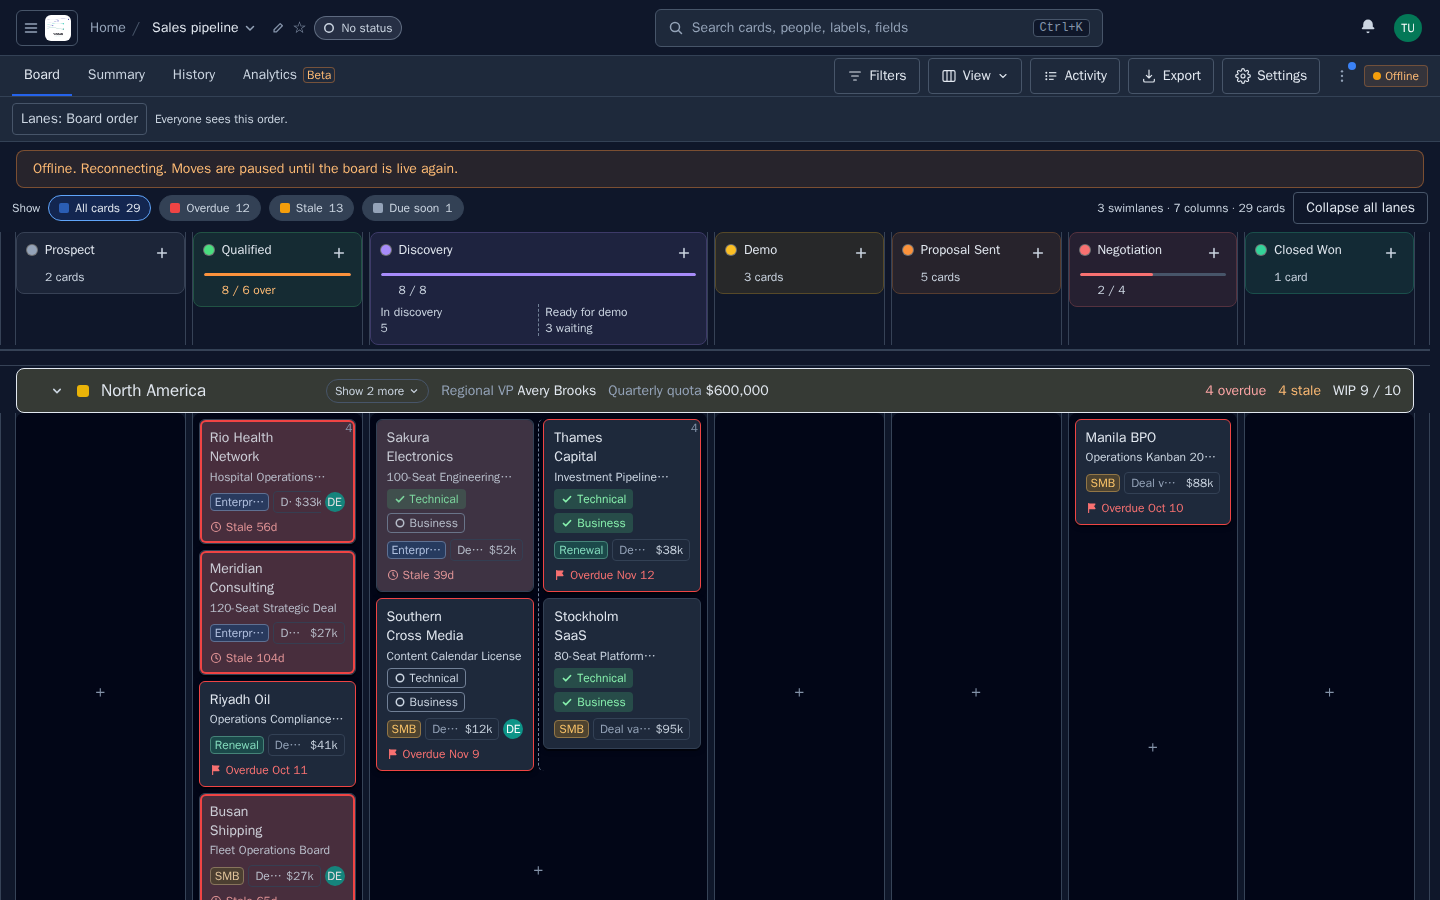 Home / Sales pipeline No status Search cards, people, labels, fields Ctrl+K TU
Board Summary History Analytics Beta Filters View Activity Export Settings Offline
Lanes: Board order Everyone sees this order.
Offline. Reconnecting. Moves are paused until the board is live again.
Show All cards 29 Overdue 12 Stale 13 Due soon 1 3 swimlanes · 7 columns · 29 cards Collapse all lanes
Prospect
2 cards
Qualified
8 / 6 over
Discovery
8 / 8
In discovery
5
Ready for demo
3 waiting
Demo
3 cards
Proposal Sent
5 cards
Negotiation
2 / 4
Closed Won
1 card
North America Show 2 more Regional VP Avery Brooks Quarterly quota $600,000 4 overdue 4 stale WIP 9 / 10
4
Rio Health
Network
Hospital Operations···
Enterpr··· D· $33k DE
Stale 56d
Meridian
Consulting
120-Seat Strategic Deal
Enterpr··· D··· $27k
Stale 104d
Riyadh Oil
Operations Compliance···
Renewal De··· $41k
Overdue Oct 11
Busan
Shipping
Fleet Operations Board
SMB De··· $27k DE
Stale 65d
Sakura
Electronics
100-Seat Engineering···
Technical
Business
Enterpr··· De··· $52k
Stale 39d
Southern
Cross Media
Content Calendar License
Technical
Business
SMB De··· $12k DE
Overdue Nov 9
4
Thames
Capital
Investment Pipeline···
Technical
Business
Renewal De··· $38k
Overdue Nov 12
Stockholm
SaaS
80-Seat Platform···
Technical
Business
SMB Deal va··· $95k
Manila BPO
Operations Kanban 20···
SMB Deal v··· $88k
Overdue Oct 10